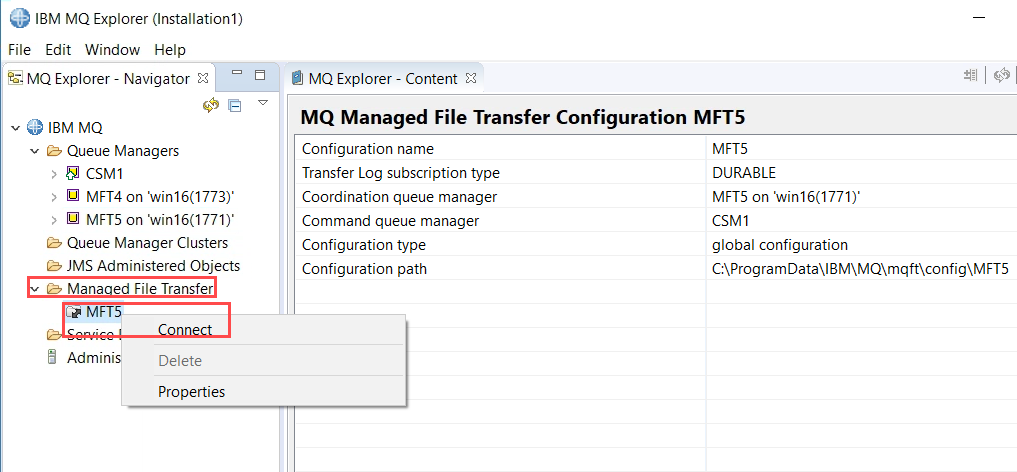 IBM MQ Explorer (Installation1)
File Edit Window Help
MQ Explorer - Navigator
IBM MQ
Queue Managers
CSM1
MFT4 on 'win16(1773)'
MFT5 on 'win16(1771)'
Queue Manager Clusters
JMS Administered Objects
Managed File Transfer
MFT5
Service
Adminis
Connect
Delete
Properties
MQ Explorer - Content
MQ Managed File Transfer Configuration MFT5
Configuration name MFT5
Transfer Log subscription type DURABLE
Coordination queue manager MFT5 on 'win16(1771)'
Command queue manager CSM1
Configuration type global configuration
Configuration path C:\ProgramData\IBM\MQ\mqft\config\MFT5